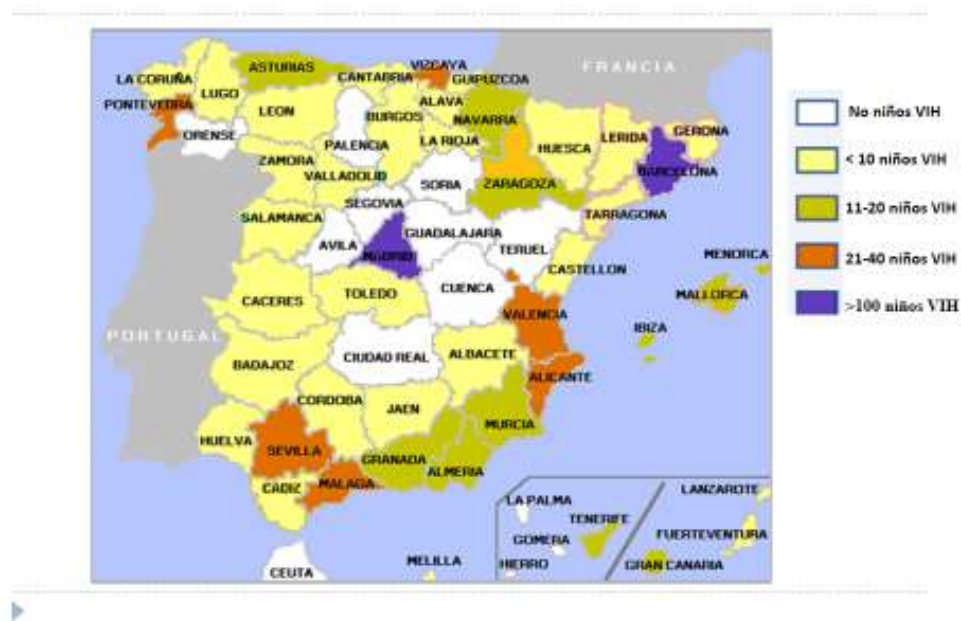 ASTURIAS
VIZCAYA
LA CORUÑA
CANTABRIA
GUIPUZCOA
FRANCIA
LUGO
PONTEVEDRA
LEON
ALAVA
BURGOS
NAVARRA
ORENSE
PALENCIA
LA RIOJA
HUESCA
LERIDA
GERONA
ZAMORA
VALLADOLID
SORIA
ZARAGOZA
BARCELONA
SEGOVIA
SALAMANCA
TARRAGONA
AVILA
GUADALAJARA
MADRID
TERUEL
MENORCA
CASTELLON
CACERES
TOLEDO
CUENCA
MALLORCA
VALENCIA
PORTUGAL
IBIZA
CIUDAD REAL
ALBACETE
BADAJOZ
ALICANTE
CORDOBA
JAEN
MURCIA
HUELVA
SEVILLA
GRANADA
ALMERIA
CADIZ
MALAGA
LANZAROTE
LA PALMA
TENERIFE
FUERTEVENTURA
GOMERA
MELILLA
HIERRO
GRAN CANARIA
CEUTA
No niños VIH
< 10 niños VIH
11-20 niños VIH
21-40 niños VIH
>100 niños VIH